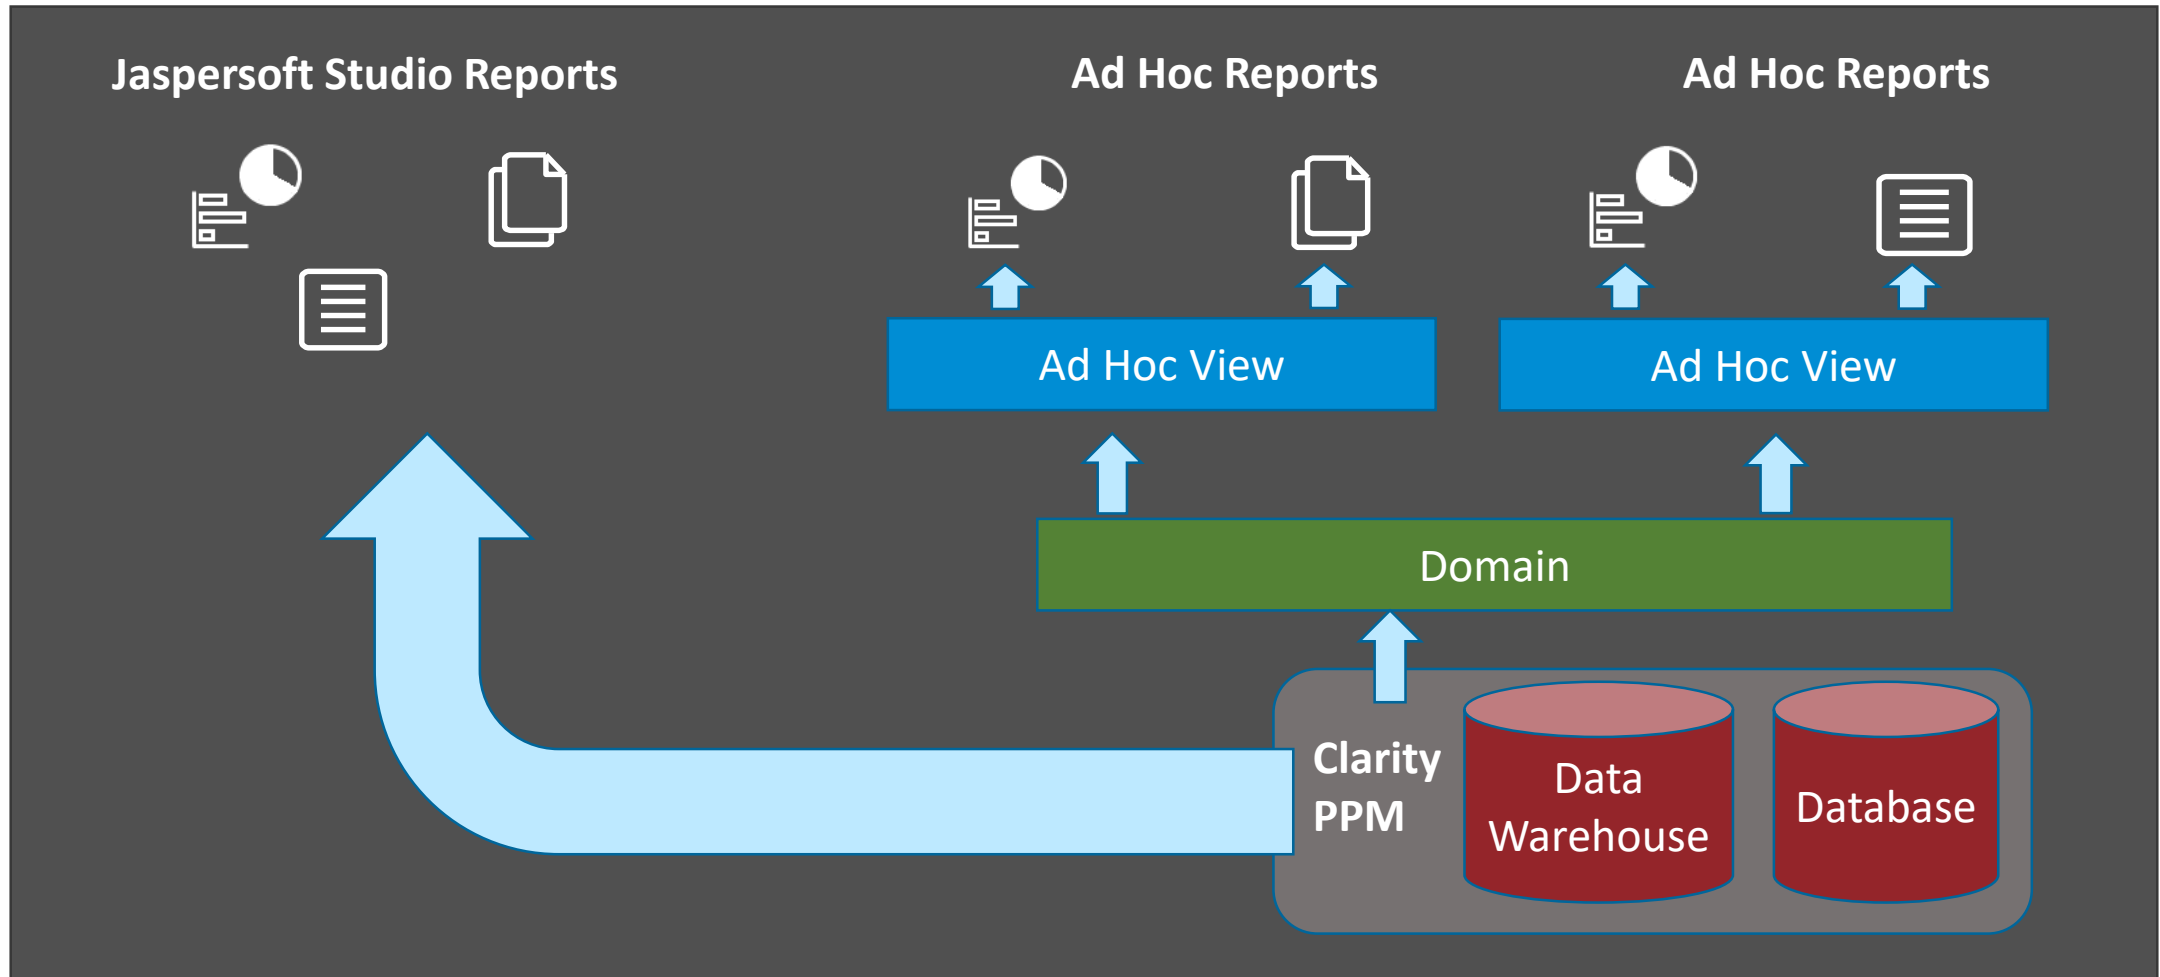 Jaspersoft Studio Reports
Ad Hoc Reports
Ad Hoc Reports
Ad Hoc View
Ad Hoc View
Domain
Clarity
PPM
Data
Warehouse
Database